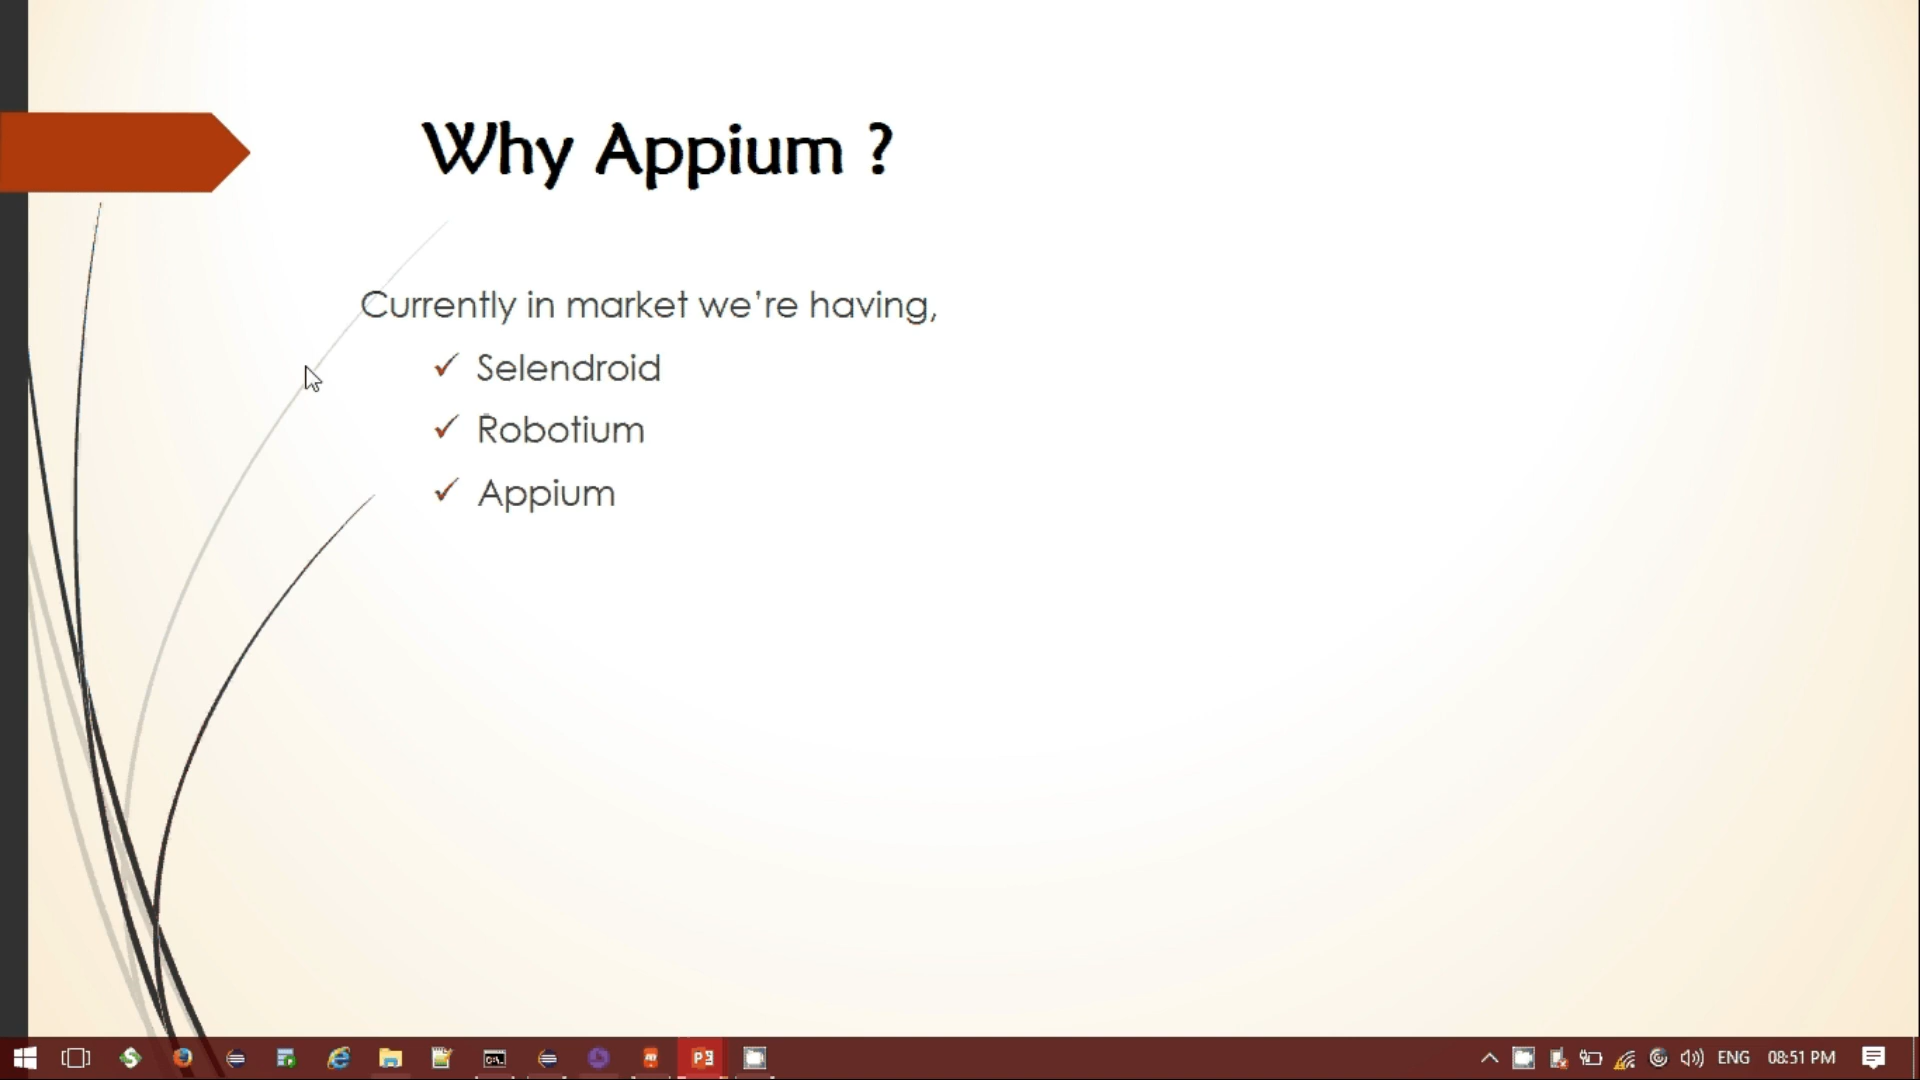 Why Appium ?
Currently in market we're having,
✓ Selendroid
✓ Robotium
✓ Appium
ENG 08:51 PM